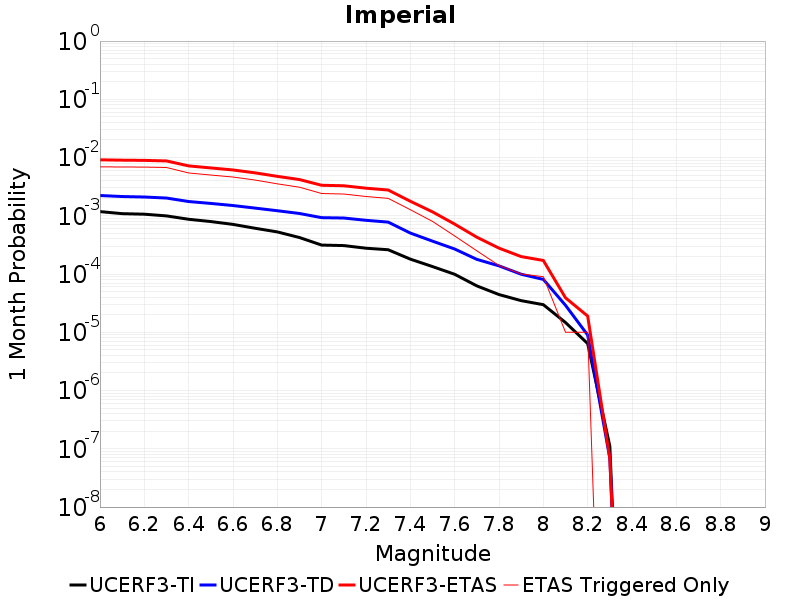 Imperial
10^0
10^-1
10^-2
10^-3
10^-4
10^-5
10^-6
10^-7
10^-8
1 Month Probability
6 6.2 6.4 6.6 6.8 7 7.2 7.4 7.6 7.8 8 8.2 8.4 8.6 8.8 9
Magnitude
UCERF3-TI UCERF3-TD UCERF3-ETAS ETAS Triggered Only